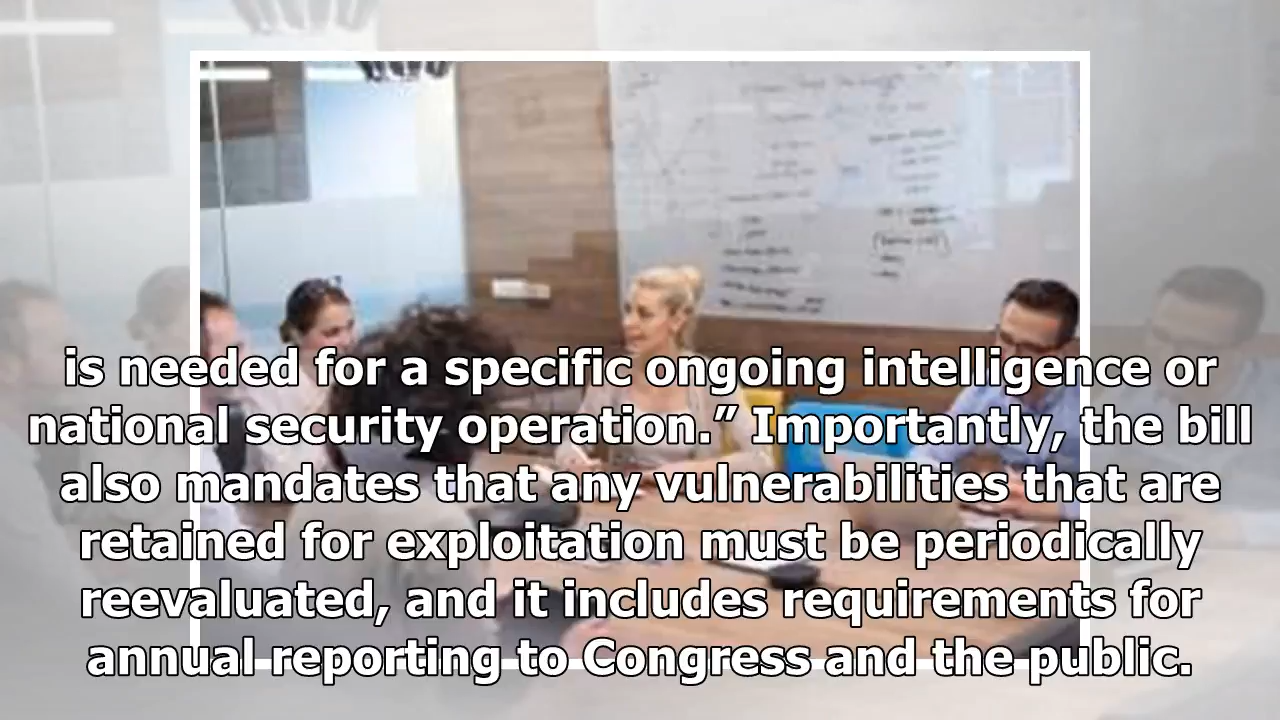 is needed for a specific ongoing intelligence or
national security operation.” Importantly, the bill
also mandates that any vulnerabilities that are
retained for exploitation must be periodically
reevaluated, and it includes requirements for
annual reporting to Congress and the public.